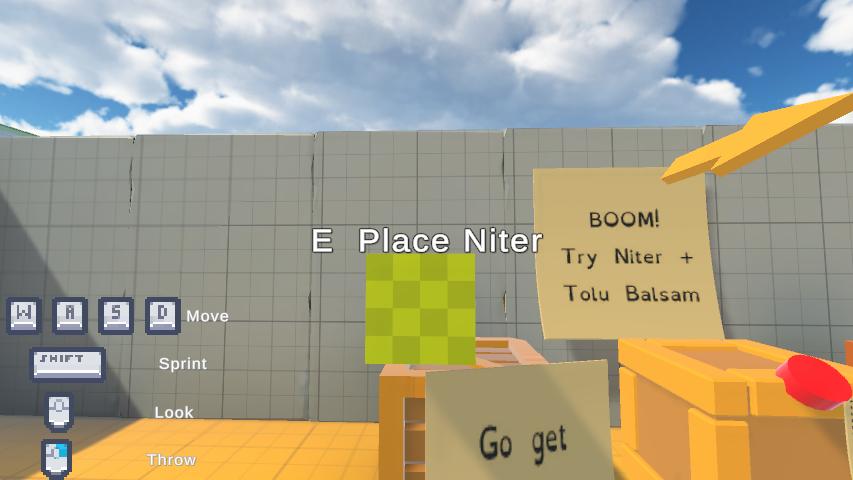 E Place Niter
BOOM!
Try Niter +
Tolu Balsam
W A S D Move
SHIFT Sprint
Look
Throw
Go get